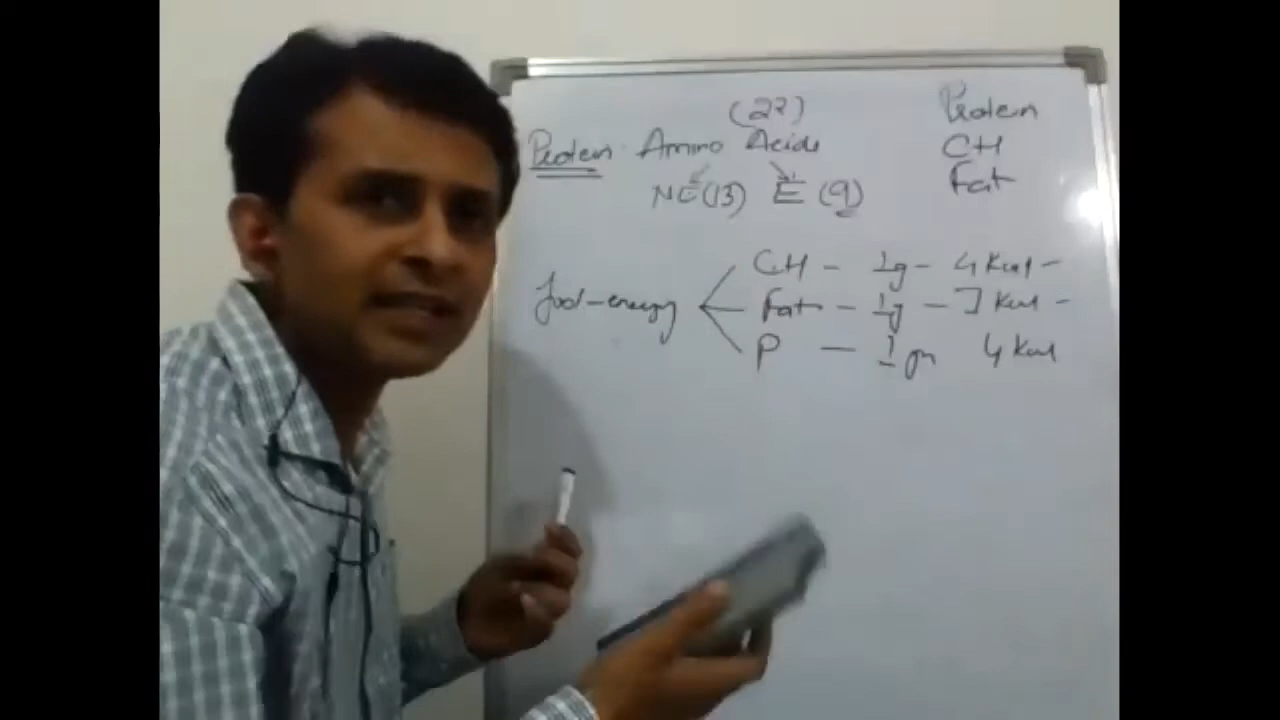 (22)
Protein: Amino Acids
NE(13) E (9)
Protein
CH
Fat
food-energy
CH - 1g - 4 Kcal -
Fat - 1g - 7 Kcal -
P - 1 gm 4 Kcal